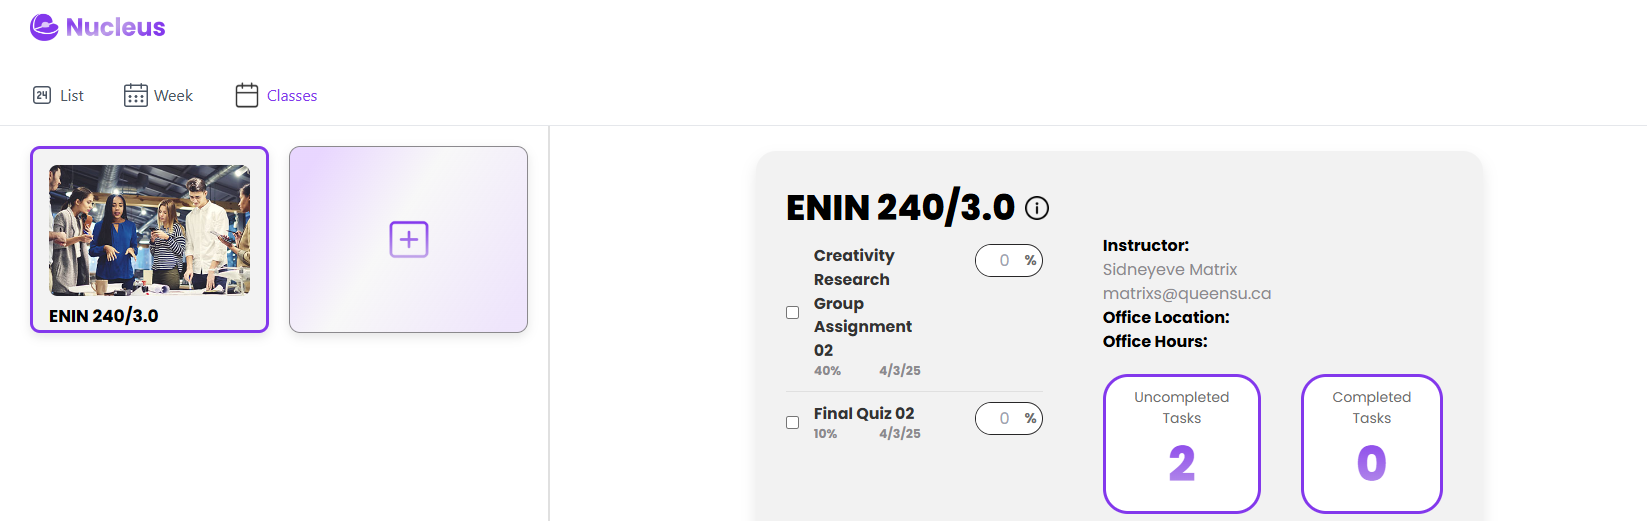 Nucleus
24 List
Week
Classes
ENIN 240/3.0
ENIN 240/3.0
Creativity
Research
Group
Assignment
02
40% 4/3/25
0 %
Final Quiz 02
10% 4/3/25
0 %
Instructor:
Sidneyeve Matrix
matrixs@queensu.ca
Office Location:
Office Hours:
Uncompleted
Tasks
2
Completed
Tasks
0